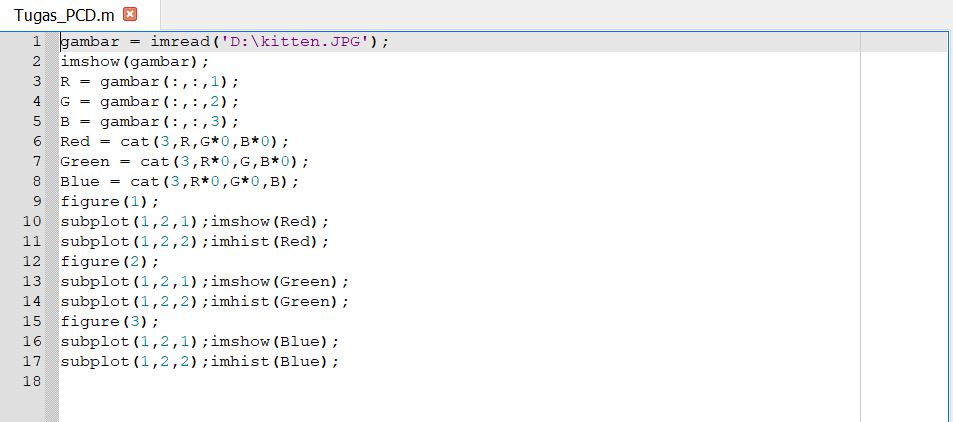 Tugas_PCD.m
1 gambar = imread('D:\kitten.JPG');
2 imshow(gambar);
3 R = gambar(:,:,1);
4 G = gambar(:,:,2);
5 B = gambar(:,:,3);
6 Red = cat(3,R,G*0,B*0);
7 Green = cat(3,R*0,G,B*0);
8 Blue = cat(3,R*0,G*0,B);
9 figure(1);
10 subplot(1,2,1);imshow(Red);
11 subplot(1,2,2);imhist(Red);
12 figure(2);
13 subplot(1,2,1);imshow(Green);
14 subplot(1,2,2);imhist(Green);
15 figure(3);
16 subplot(1,2,1);imshow(Blue);
17 subplot(1,2,2);imhist(Blue);
18